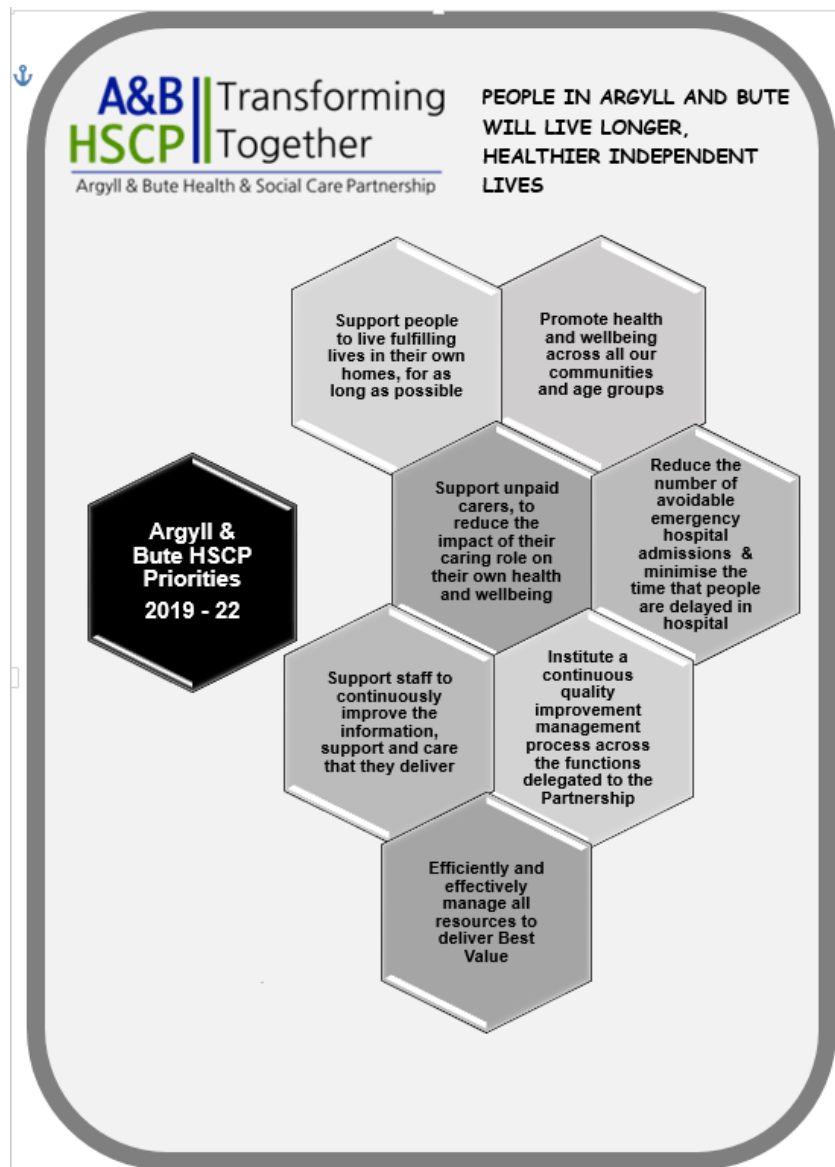 A&B
HSCP
Transforming
Together
Argyll & Bute Health & Social Care Partnership
PEOPLE IN ARGYLL AND BUTE
WILL LIVE LONGER,
HEALTHIER INDEPENDENT
LIVES
Support people
to live fulfilling
lives in their own
homes, for as
long as possible
Promote health
and wellbeing
across all our
communities
and age groups
Argyll &
Bute HSCP
Priorities
2019 - 22
Support unpaid
carers, to
reduce the
impact of their
caring role on
their own health
and wellbeing
Reduce the
number of
avoidable
emergency
hospital
admissions &
minimise the
time that people
are delayed in
hospital
Support staff to
continuously
improve the
information,
support and care
that they deliver
Institute a
continuous
quality
improvement
management
process across
the functions
delegated to the
Partnership
Efficiently and
effectively
manage all
resources to
deliver Best
Value